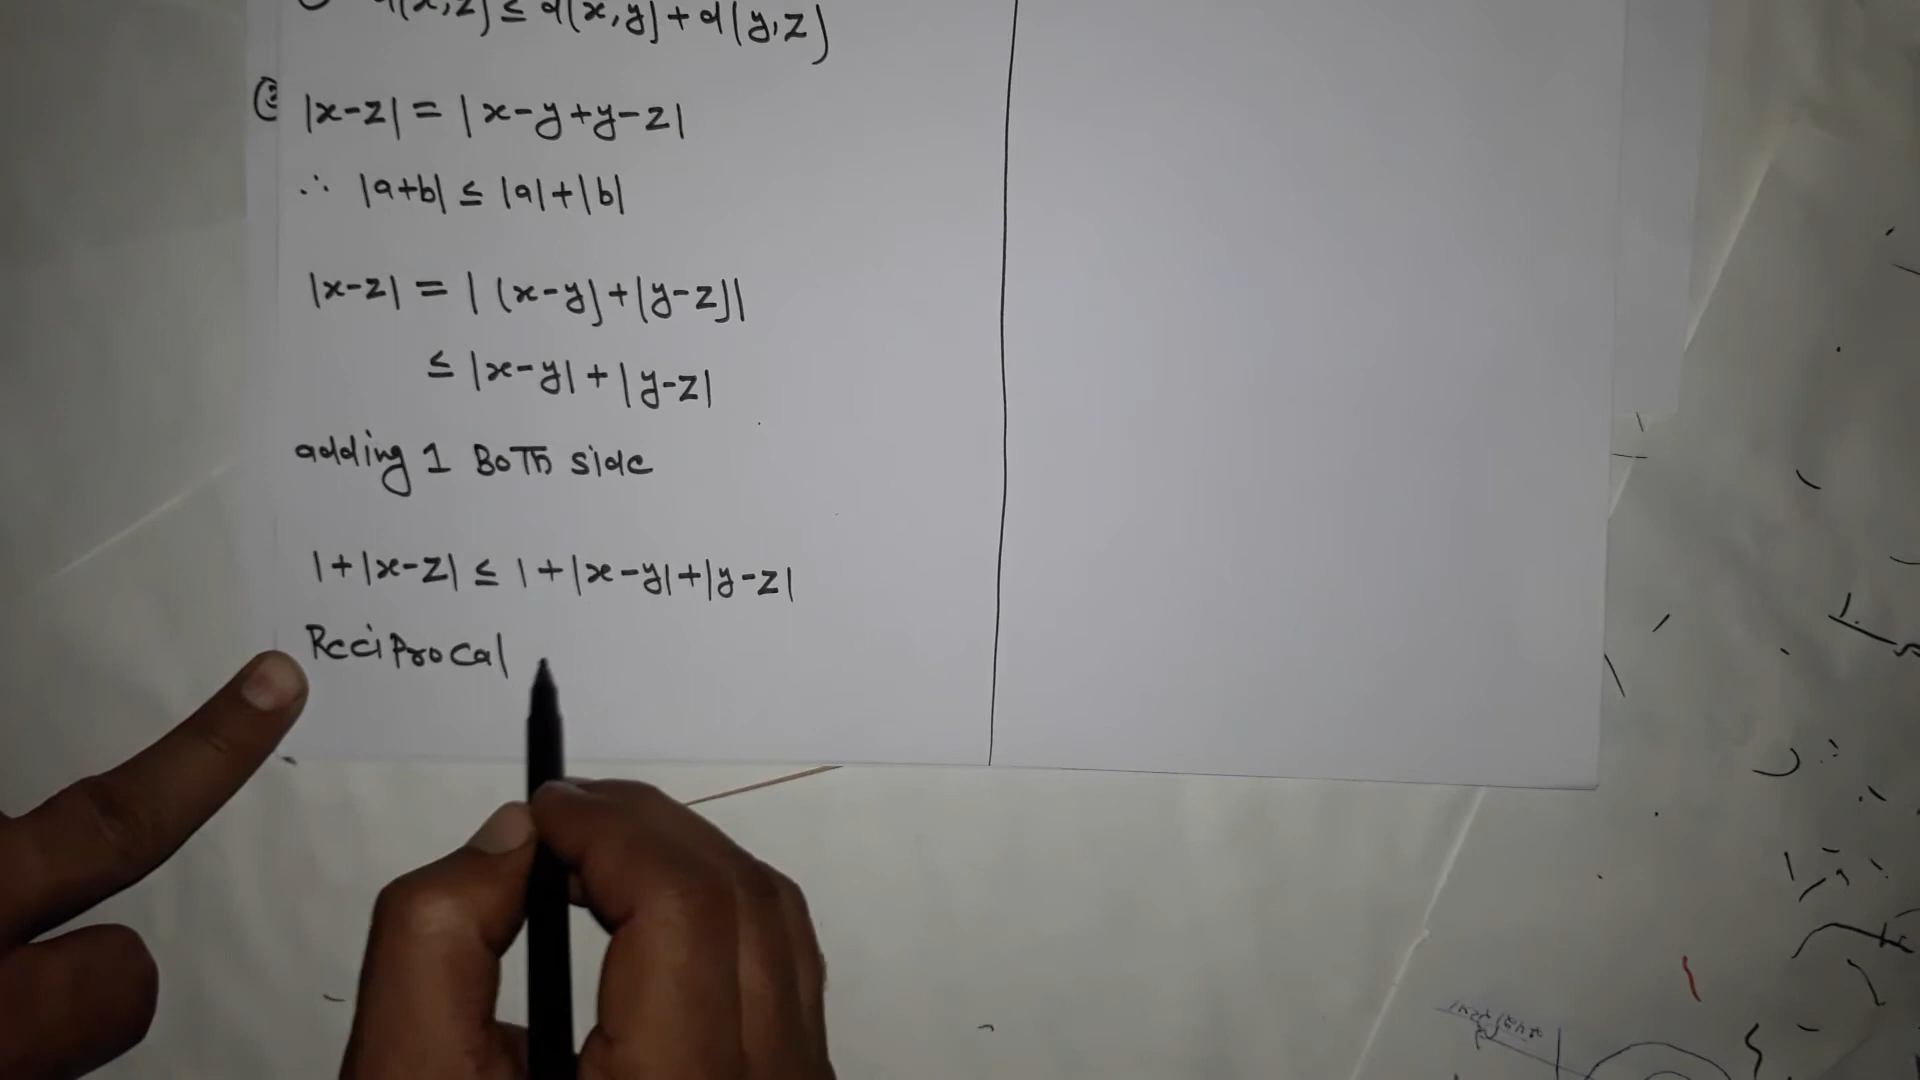 d(x,z) ≤ d(x,y)+d(y,z)
|x-z| = |x-y+y-z|
∴ |a+b| ≤ |a|+|b|
|x-z| = |(x-y)+(y-z)|
≤ |x-y|+|y-z|
adding 1 BoTh side
1+|x-z| ≤ 1+|x-y|+|y-z|
Reciprocal